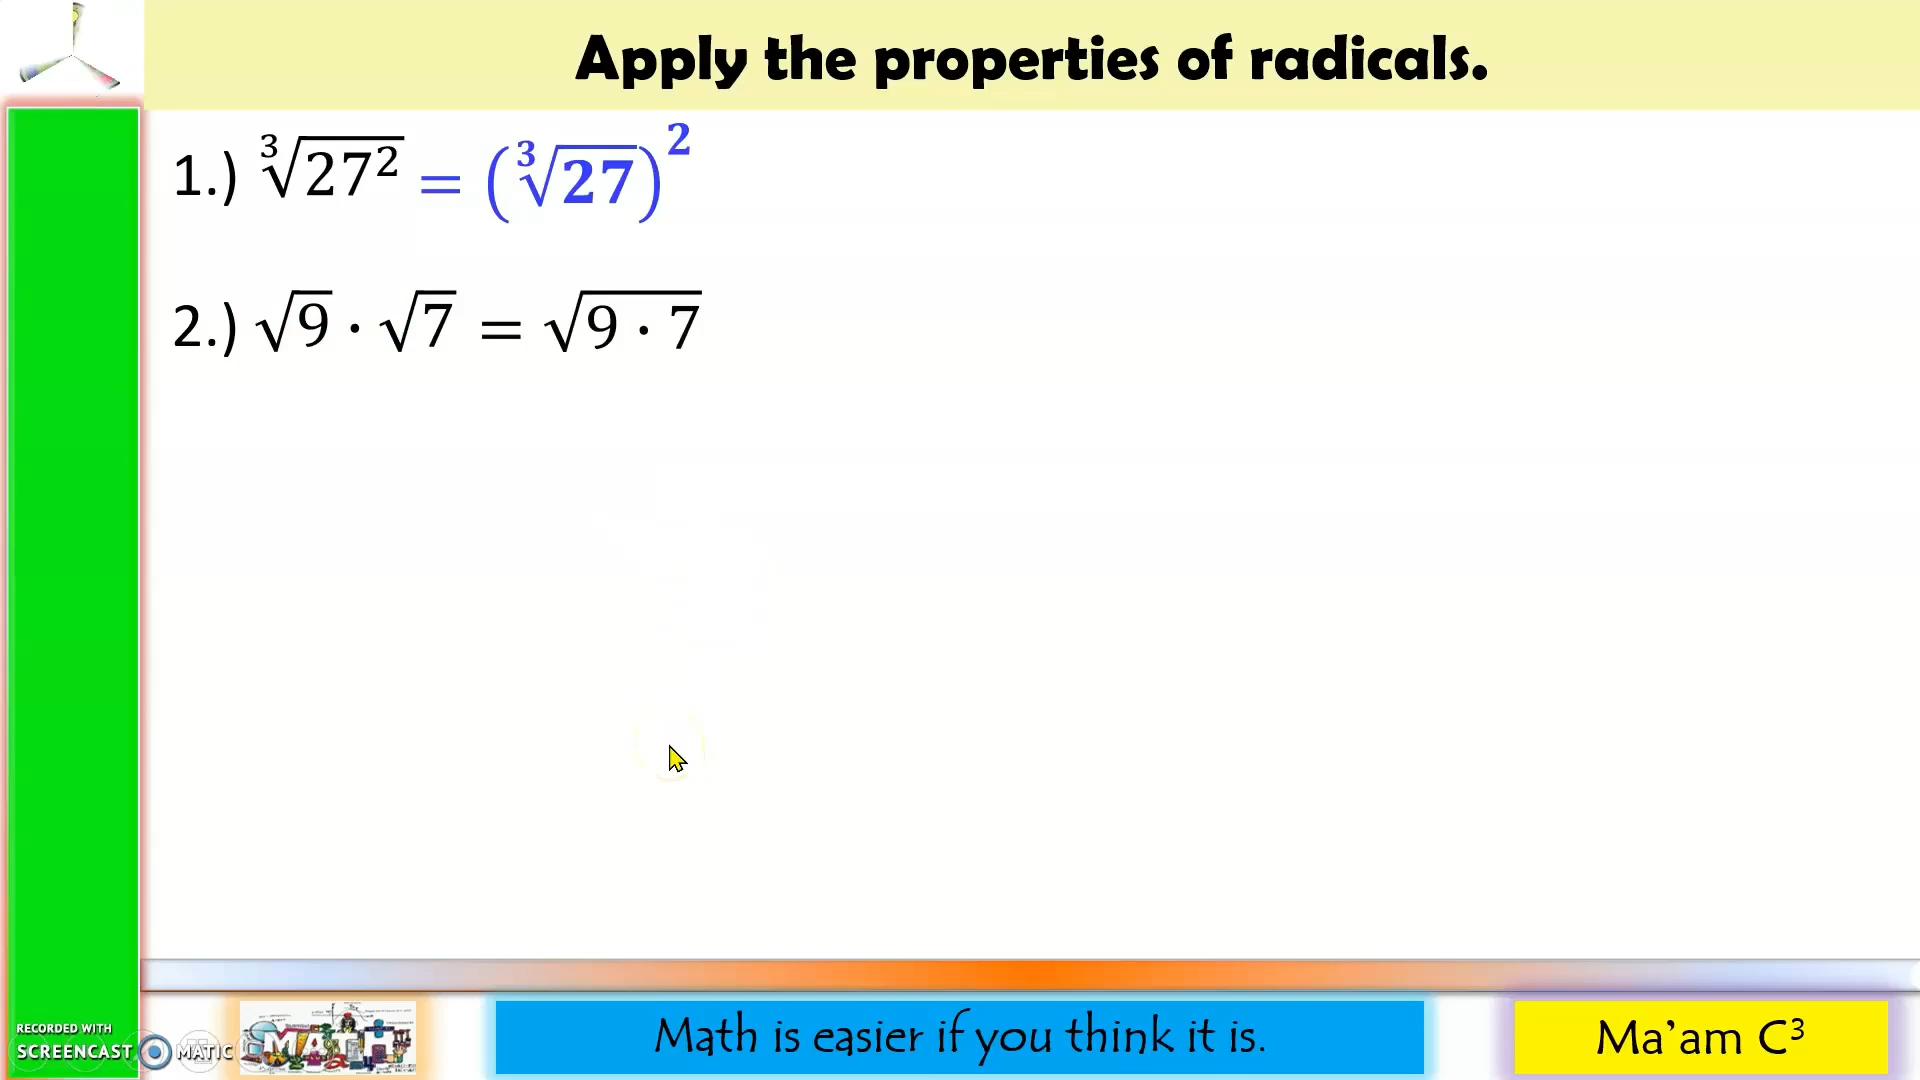 Apply the properties of radicals.
1.) ∛27² = (∛27)²
2.) √9 · √7 = √(9 · 7)
RECORDED WITH
SCREENCAST MATIC
MATH
Math is easier if you think it is.
Ma’am C³